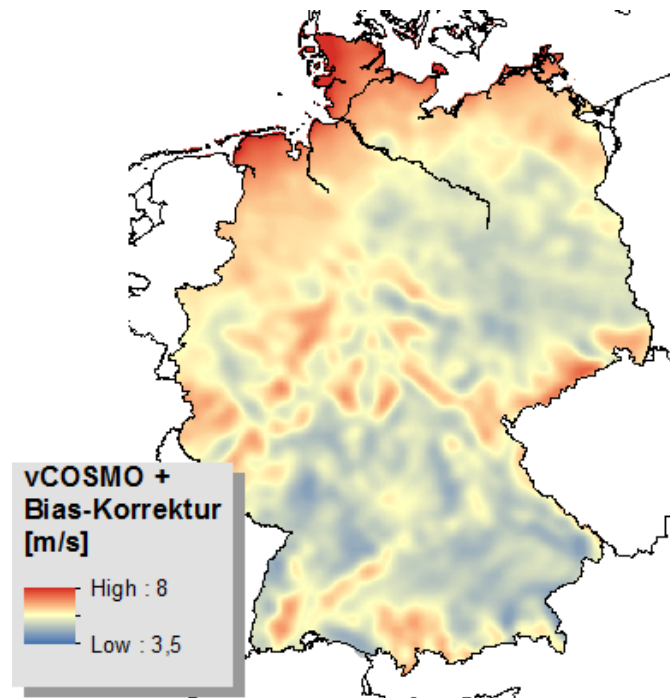 vCOSMO +
Bias-Korrektur
[m/s]
High : 8
Low : 3,5